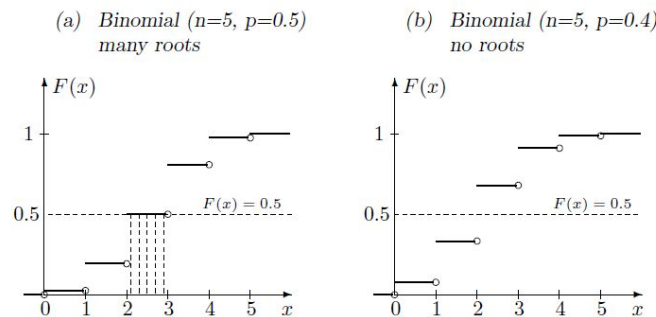 (a) Binomial (n=5, p=0.5)
many roots
F(x)
1
0.5
F(x) = 0.5
0 1 2 3 4 5 x
(b) Binomial (n=5, p=0.4)
no roots
F(x)
1
0.5
F(x) = 0.5
0 1 2 3 4 5 x